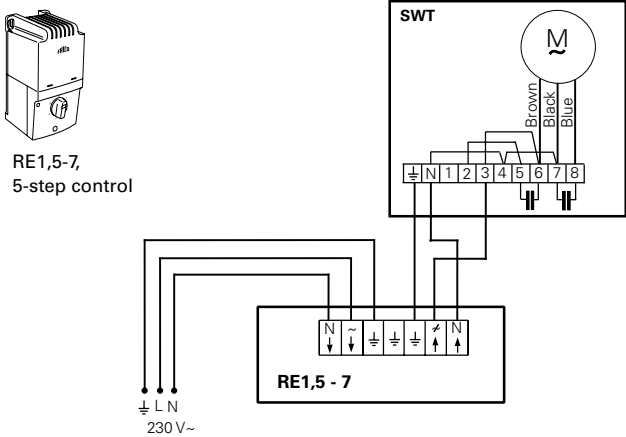 SWT
M
~
Brown
Black
Blue
N 1 2 3 4 5 6 7 8
RE1,5-7,
5-step control
N ~ N
RE1,5 - 7
L N
230 V~